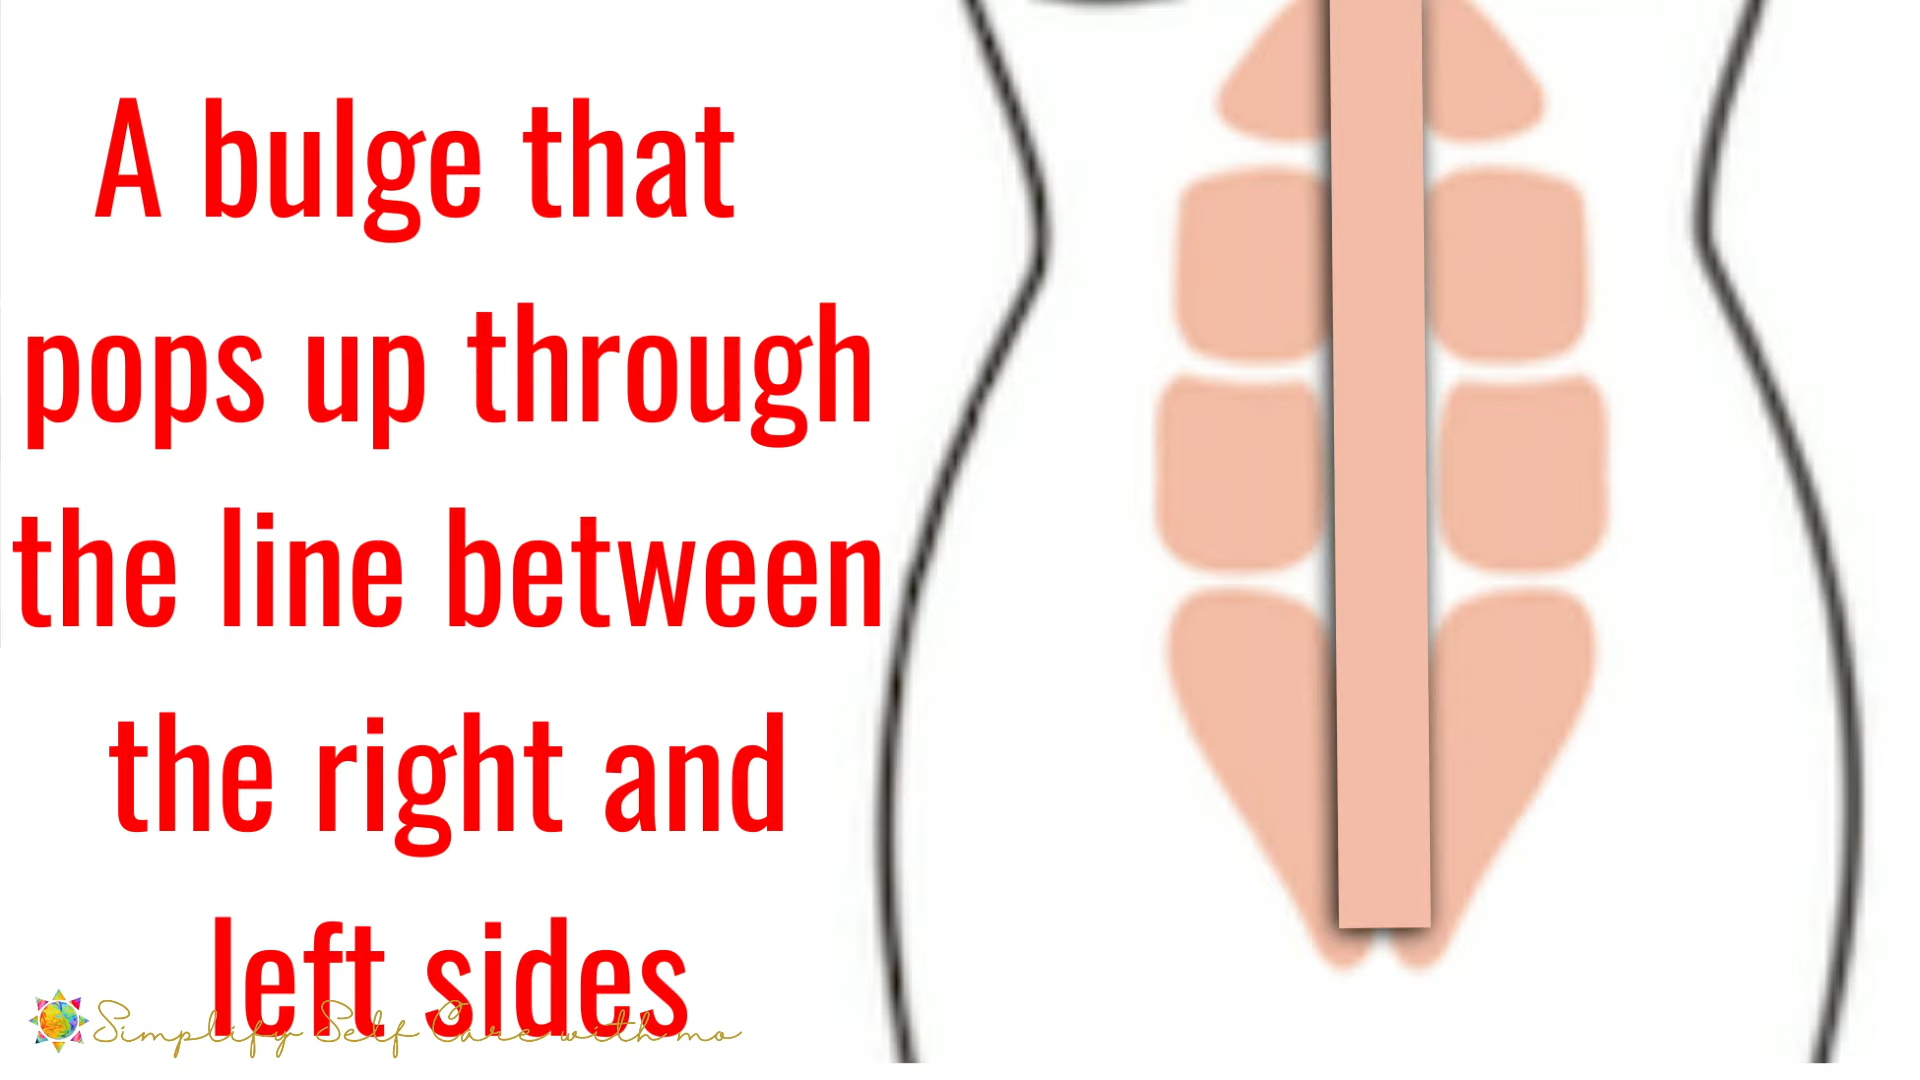 A bulge that
pops up through
the line between
the right and
left sides
Simplify Self Care with mo